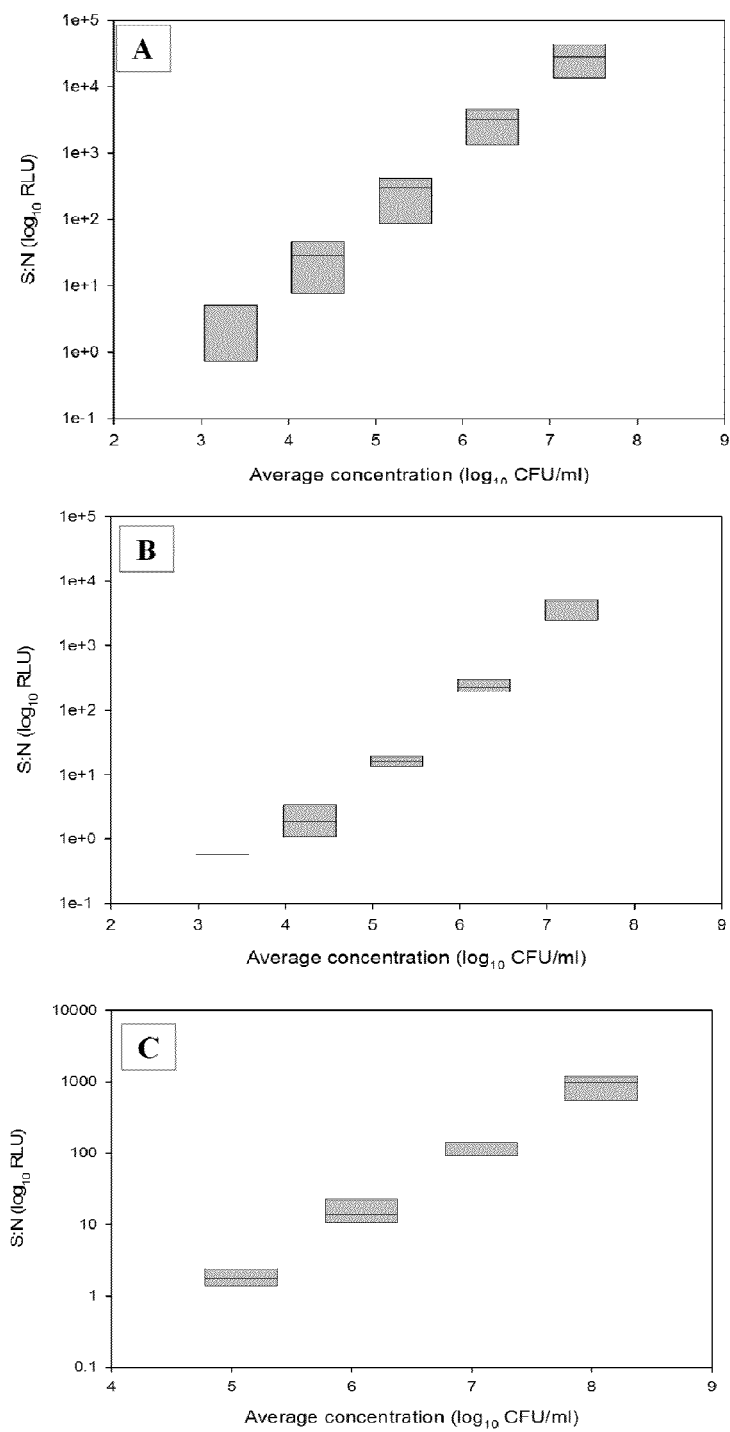 A
1e+5
1e+4
1e+3
1e+2
1e+1
1e+0
1e-1
S:N (log10 RLU)
2 3 4 5 6 7 8 9
Average concentration (log10 CFU/ml)
B
1e+5
1e+4
1e+3
1e+2
1e+1
1e+0
1e-1
S:N (log10 RLU)
2 3 4 5 6 7 8 9
Average concentration (log10 CFU/ml)
C
10000
1000
100
10
1
0.1
S:N (log10 RLU)
4 5 6 7 8 9
Average concentration (log10 CFU/ml)